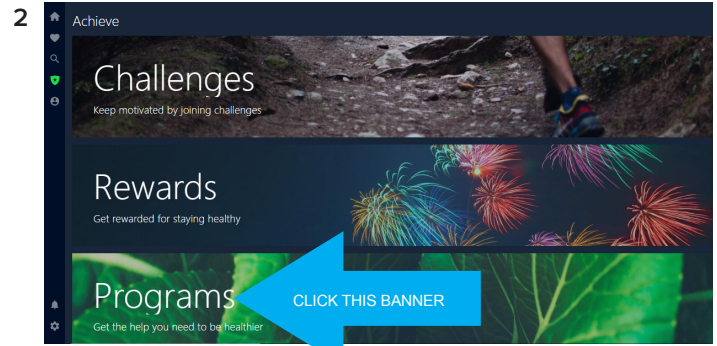 2
Achieve
Challenges
Keep motivated by joining challenges
Rewards
Get rewarded for staying healthy
Programs
CLICK THIS BANNER
Get the help you need to be healthier